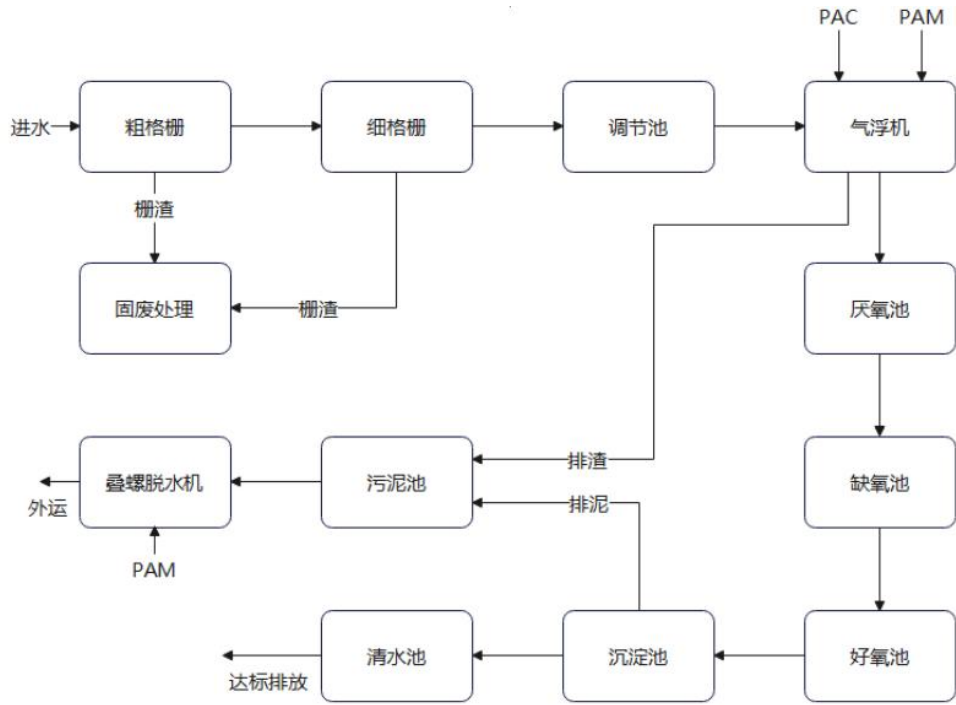 PAC
PAM
进水
粗格栅
细格栅
调节池
气浮机
栅渣
固废处理
栅渣
厌氧池
排渣
叠螺脱水机
污泥池
缺氧池
外运
排泥
PAM
清水池
沉淀池
好氧池
达标排放